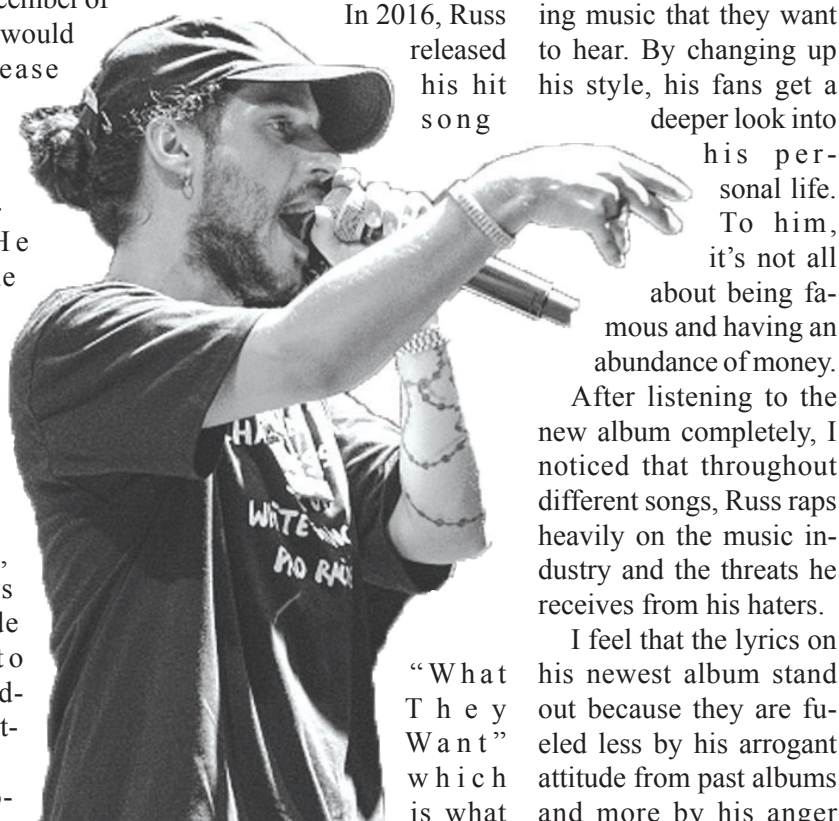 would
ease
He
to
In 2016, Russ
released
his hit
song
"What
They
Want"
which
is what
ing music that they want
to hear. By changing up
his style, his fans get a
deeper look into
his per-
sonal life.
To him,
it's not all
about being fa-
mous and having an
abundance of money.
After listening to the
new album completely, I
noticed that throughout
different songs, Russ raps
heavily on the music in-
dustry and the threats he
receives from his haters.
I feel that the lyrics on
his newest album stand
out because they are fu-
eled less by his arrogant
attitude from past albums
and more by his anger
WHITE